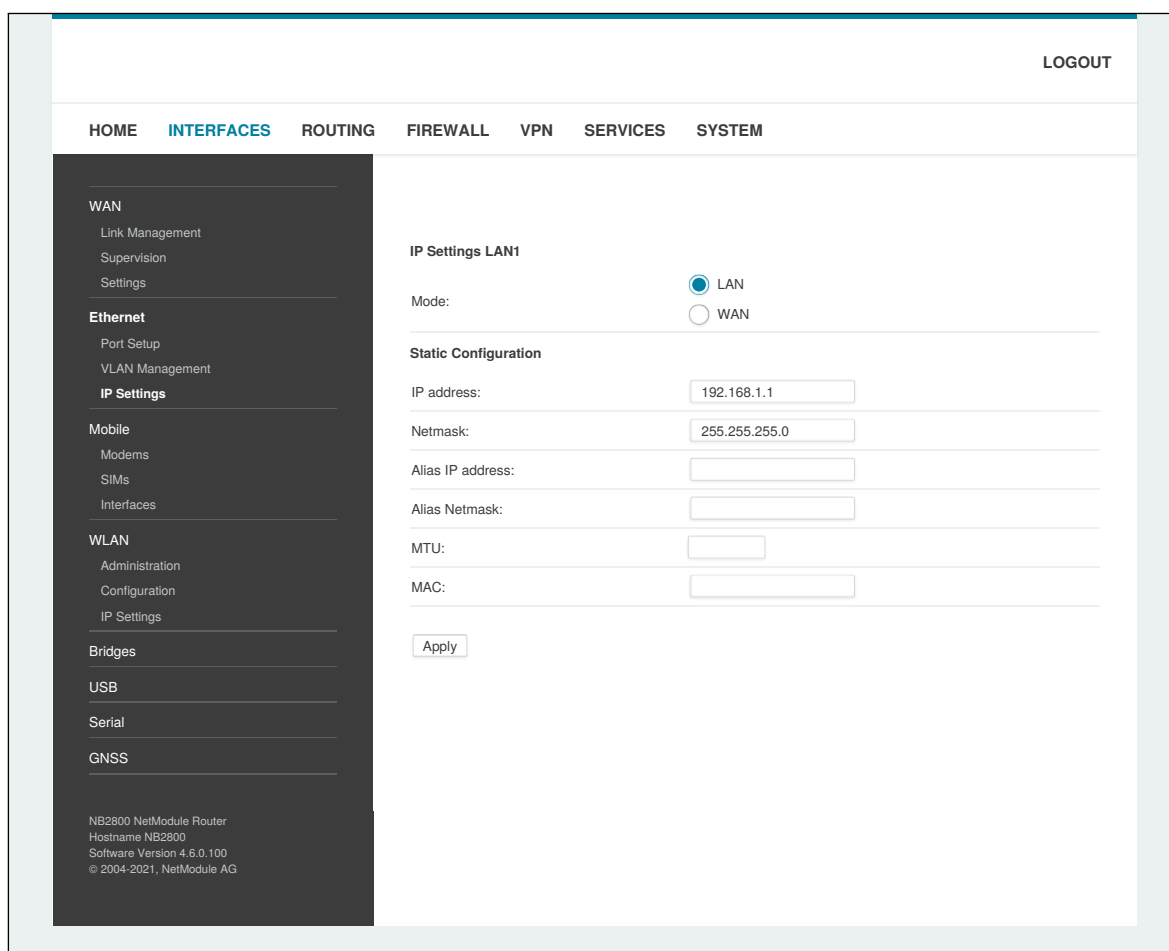 LOGOUT
HOME INTERFACES ROUTING FIREWALL VPN SERVICES SYSTEM
WAN
Link Management
Supervision
Settings
Ethernet
Port Setup
VLAN Management
IP Settings
Mobile
Modems
SIMs
Interfaces
WLAN
Administration
Configuration
IP Settings
Bridges
USB
Serial
GNSS
NB2800 NetModule Router
Hostname NB2800
Software Version 4.6.0.100
© 2004-2021, NetModule AG
IP Settings LAN1
Mode:
LAN
WAN
Static Configuration
IP address: 192.168.1.1
Netmask: 255.255.255.0
Alias IP address:
Alias Netmask:
MTU:
MAC:
Apply